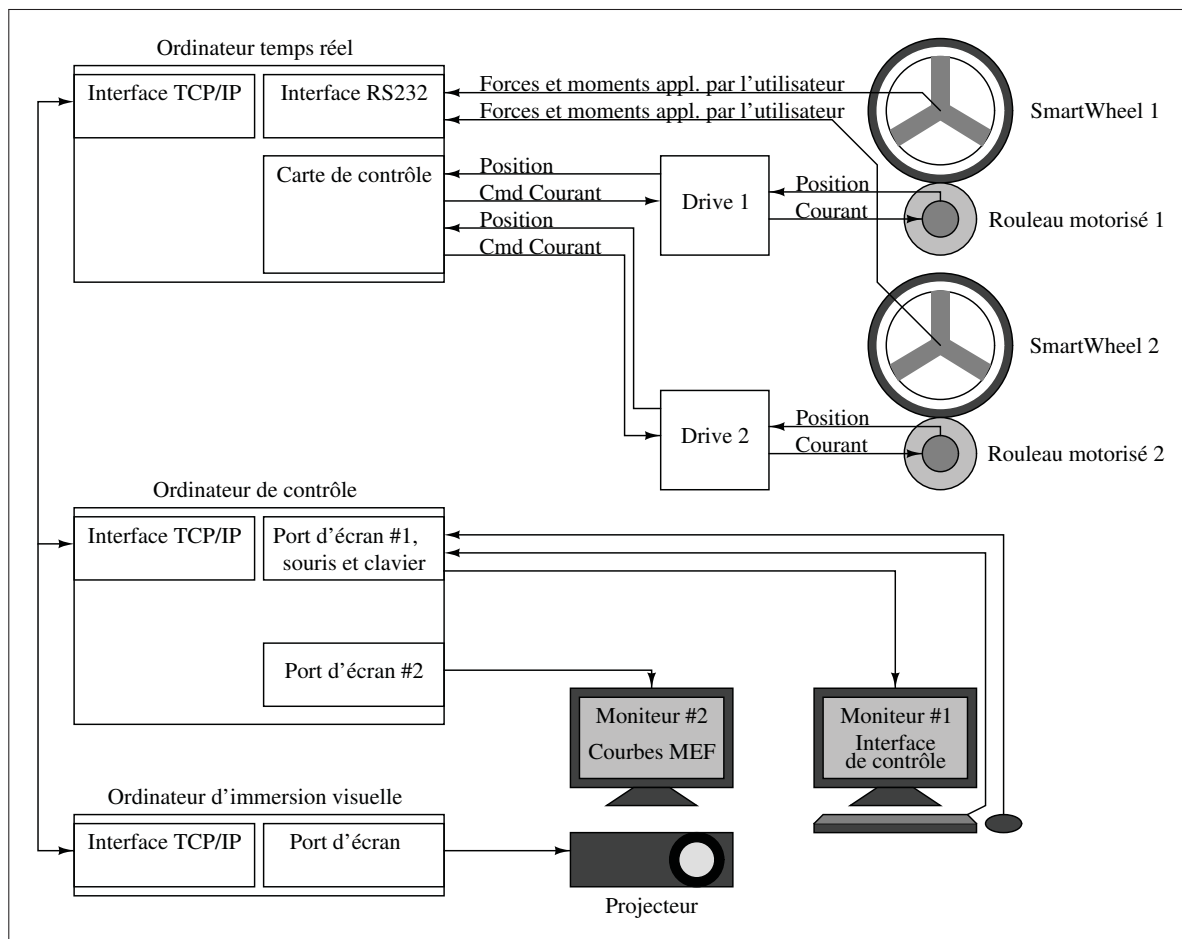 Ordinateur temps réel
Interface TCP/IP
Interface RS232
Forces et moments appl. par l'utilisateur
Forces et moments appl. par l'utilisateur
SmartWheel 1
Carte de contrôle
Position
Cmd Courant
Position
Cmd Courant
Drive 1
Position
Courant
Rouleau motorisé 1
SmartWheel 2
Drive 2
Position
Courant
Rouleau motorisé 2
Ordinateur de contrôle
Interface TCP/IP
Port d'écran #1,
souris et clavier
Port d'écran #2
Moniteur #2
Courbes MEF
Moniteur #1
Interface
de contrôle
Ordinateur d'immersion visuelle
Interface TCP/IP
Port d'écran
Projecteur